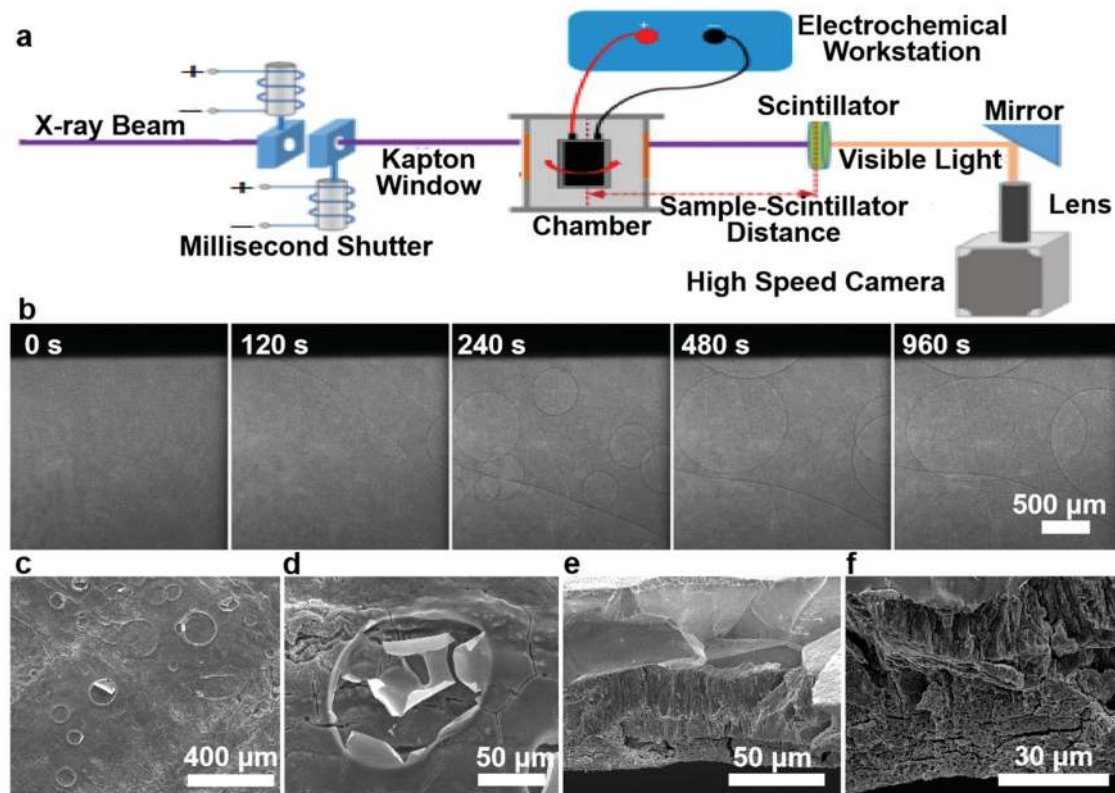 a
Electrochemical
Workstation
+
−
+
−
X-ray Beam
Kapton
Window
+
−
Millisecond Shutter
Chamber
Scintillator
Visible Light
Sample-Scintillator
Distance
Mirror
Lens
High Speed Camera
b
0 s
120 s
240 s
480 s
960 s
500 µm
c
d
e
f
400 µm
50 µm
50 µm
30 µm